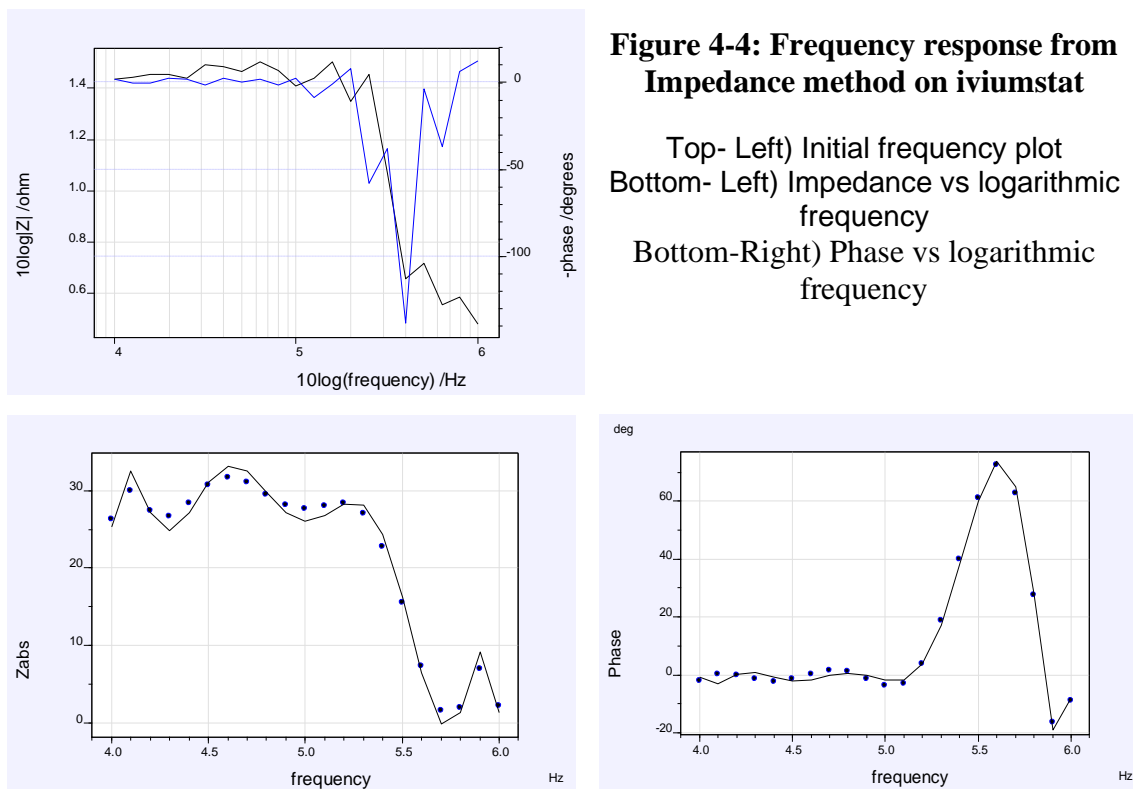 Figure 4-4: Frequency response from
Impedance method on iviumstat
Top- Left) Initial frequency plot
Bottom- Left) Impedance vs logarithmic
frequency
Bottom-Right) Phase vs logarithmic
frequency
10log|Z| /ohm
1.4
1.2
1.0
0.8
0.6
0
-50
-100
-phase /degrees
4
5
6
10log(frequency) /Hz
Zabs
30
20
10
0
4.0
4.5
5.0
5.5
6.0
frequency
Hz
deg
Phase
60
40
20
0
-20
4.0
4.5
5.0
5.5
6.0
frequency
Hz